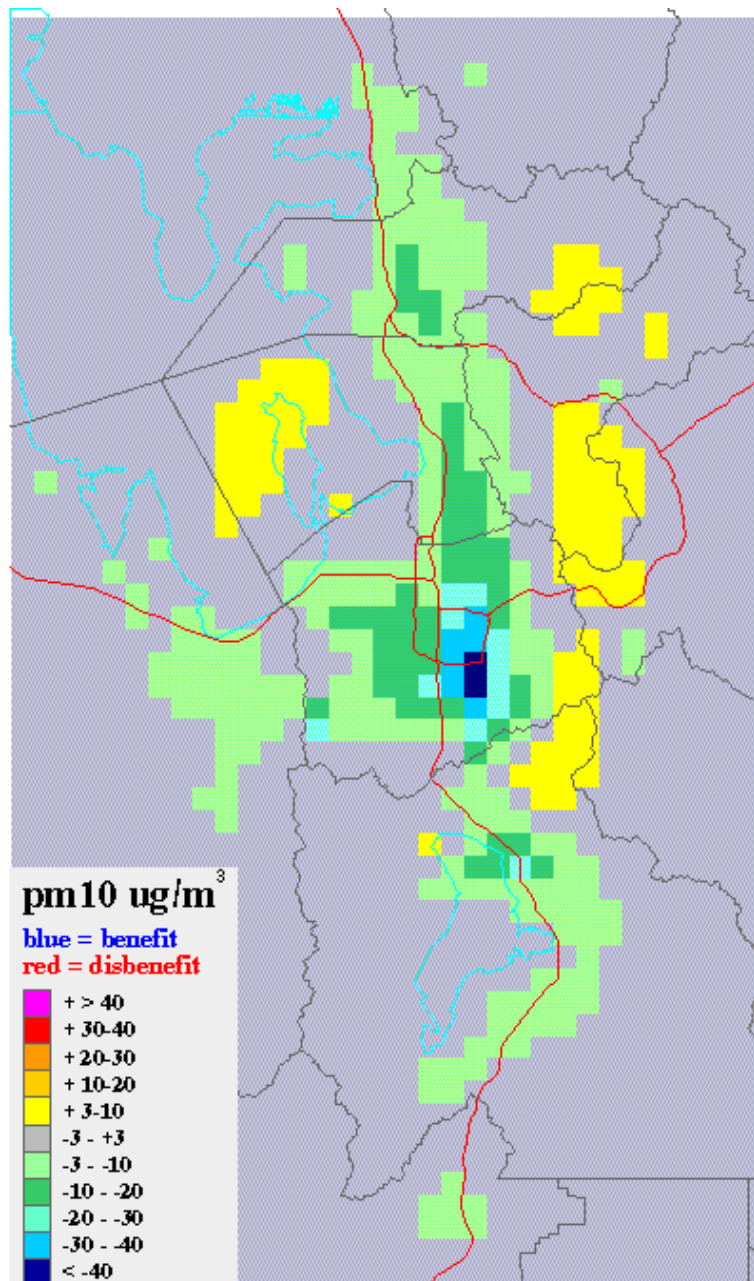 pm10 ug/m³
blue = benefit
red = disbenefit
+ > 40
+ 30-40
+ 20-30
+ 10-20
+ 3-10
-3 - +3
-3 - -10
-10 - -20
-20 - -30
-30 - -40
< -40